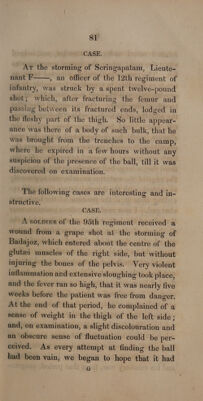 81
CASE.
At the storming of Seringapatam, Lieute-
nant F——, an officer of the 12th regiment of
infantry, was struck by a spent twelve-pound
shot; which, after fracturing the femur and
passing between its fractured ends, lodged in
the fleshy part of the thigh. So little appear-
ance was there of a body of such bulk, that he
was brought from the trenches to the camp,
where he expired in a few hours without any
suspicion of the presence of the ball, till it was
discovered on examination.
The following cases are interesting and in-
structive.
CASE.
A soldier of the 95th regiment received a
wound from a grape shot at the storming of
Badajoz, which entered about the centre of the
glutæi muscles of the right side, but without
injuring the bones of the pelvis. Very violent
inflammation and extensive sloughing took place,
and the fever ran so high, that it was nearly five
weeks before the patient was free from danger.
At the end of that period, he complained of a
sense of weight in the thigh of the left side;
and, on examination, a slight discolouration and
an obscure sense of fluctuation could be per-
ceived. As every attempt at finding the ball
had been vain, we began to hope that it had
G